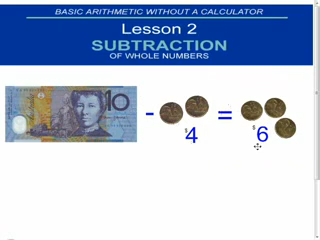 BASIC ARITHMETIC WITHOUT A CALCULATOR
Lesson 2
SUBTRACTION
OF WHOLE NUMBERS
10 - $4 = $6